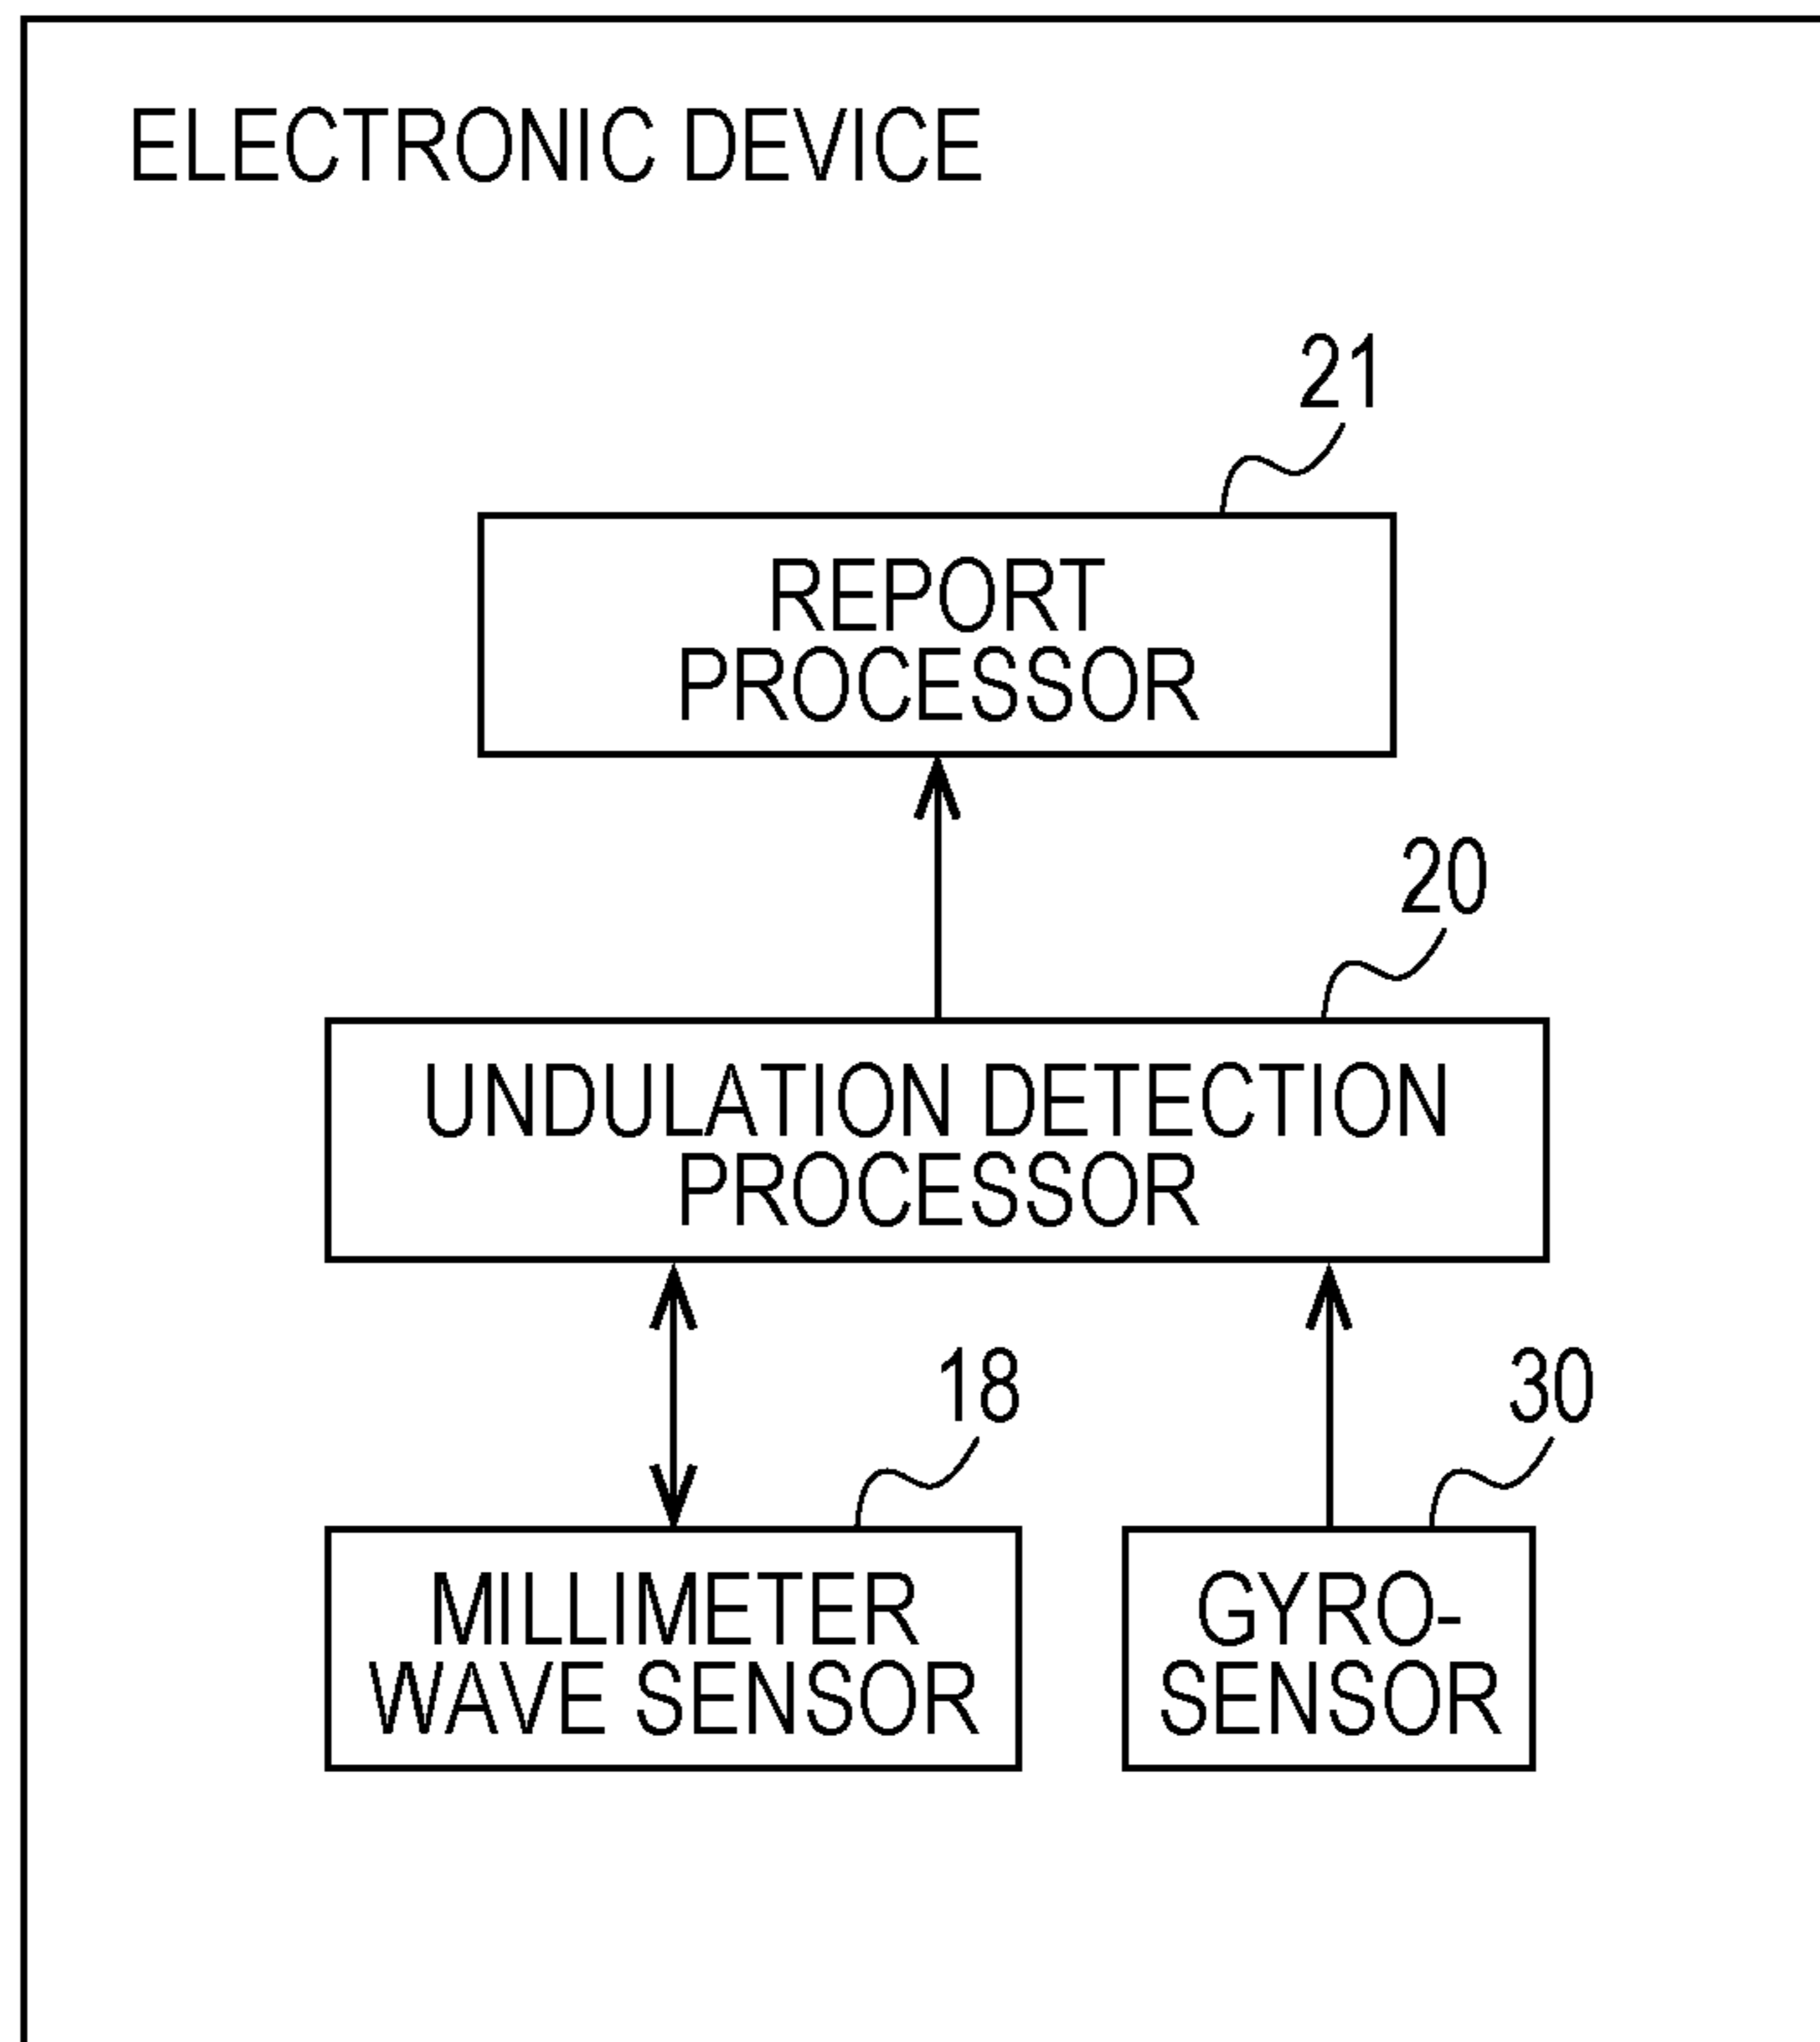 ELECTRONIC DEVICE
21
REPORT
PROCESSOR
20
UNDULATION DETECTION
PROCESSOR
18
30
MILLIMETER
WAVE SENSOR
GYRO-
SENSOR